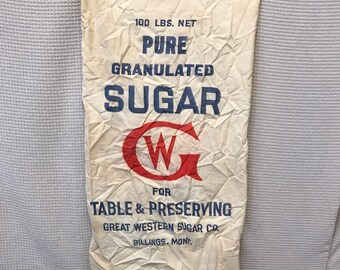 100 LBS. NET
PURE
GRANULATED
SUGAR
GW
FOR
TABLE & PRESERVING
GREAT WESTERN SUGAR CO.
BILLINGS, MONT.